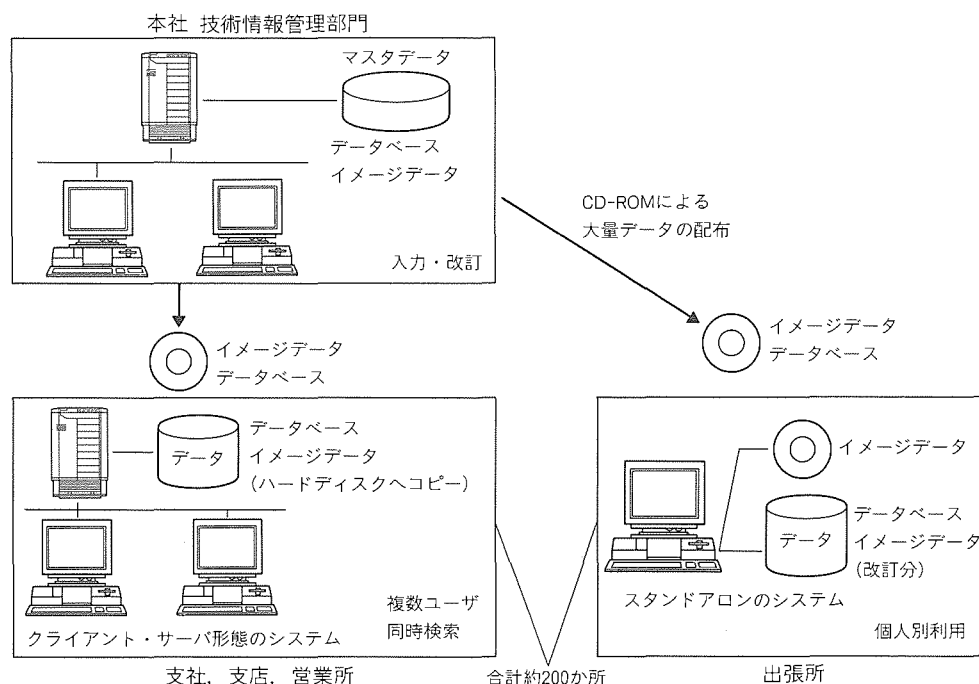 本社 技術情報管理部門
マスタデータ
データベース
イメージデータ
入力・改訂
CD-ROMによる
大量データの配布
イメージデータ
データベース
イメージデータ
データベース
データ
データベース
イメージデータ
(ハードディスクへコピー)
複数ユーザ
同時検索
クライアント・サーバ形態のシステム
支社，支店，営業所
合計約200か所
イメージデータ
データ
データベース
イメージデータ
(改訂分)
スタンドアロンのシステム
個人別利用
出張所